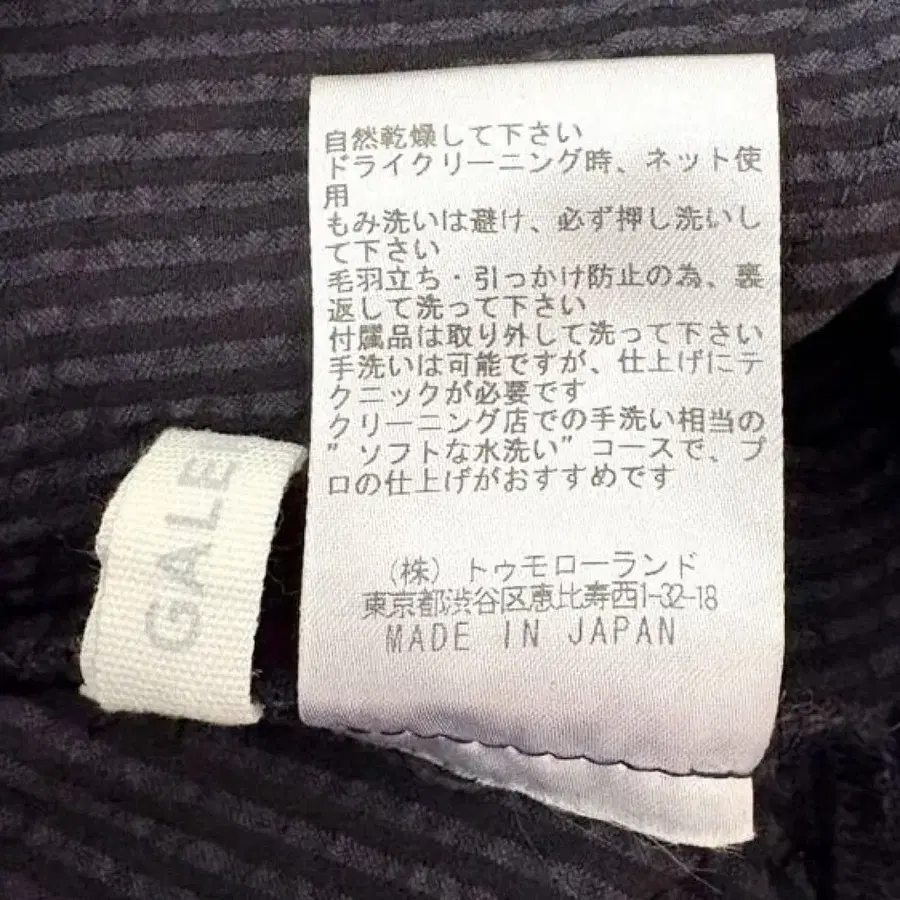 自然乾燥して下さい
ドライクリーニング時、ネット使
用
もみ洗いは避け、必ず押し洗いし
て下さい
毛羽立ち・引っかけ防止の為、裏
返して洗って下さい
付属品は取り外して洗って下さい
手洗いは可能ですが、仕上げにテ
クニックが必要です
クリーニング店での手洗い相当の
”ソフトな水洗い”コースで、プ
ロの仕上げがおすすめです
(株)トゥモローランド
東京都渋谷区恵比寿西1-32-18
MADE IN JAPAN